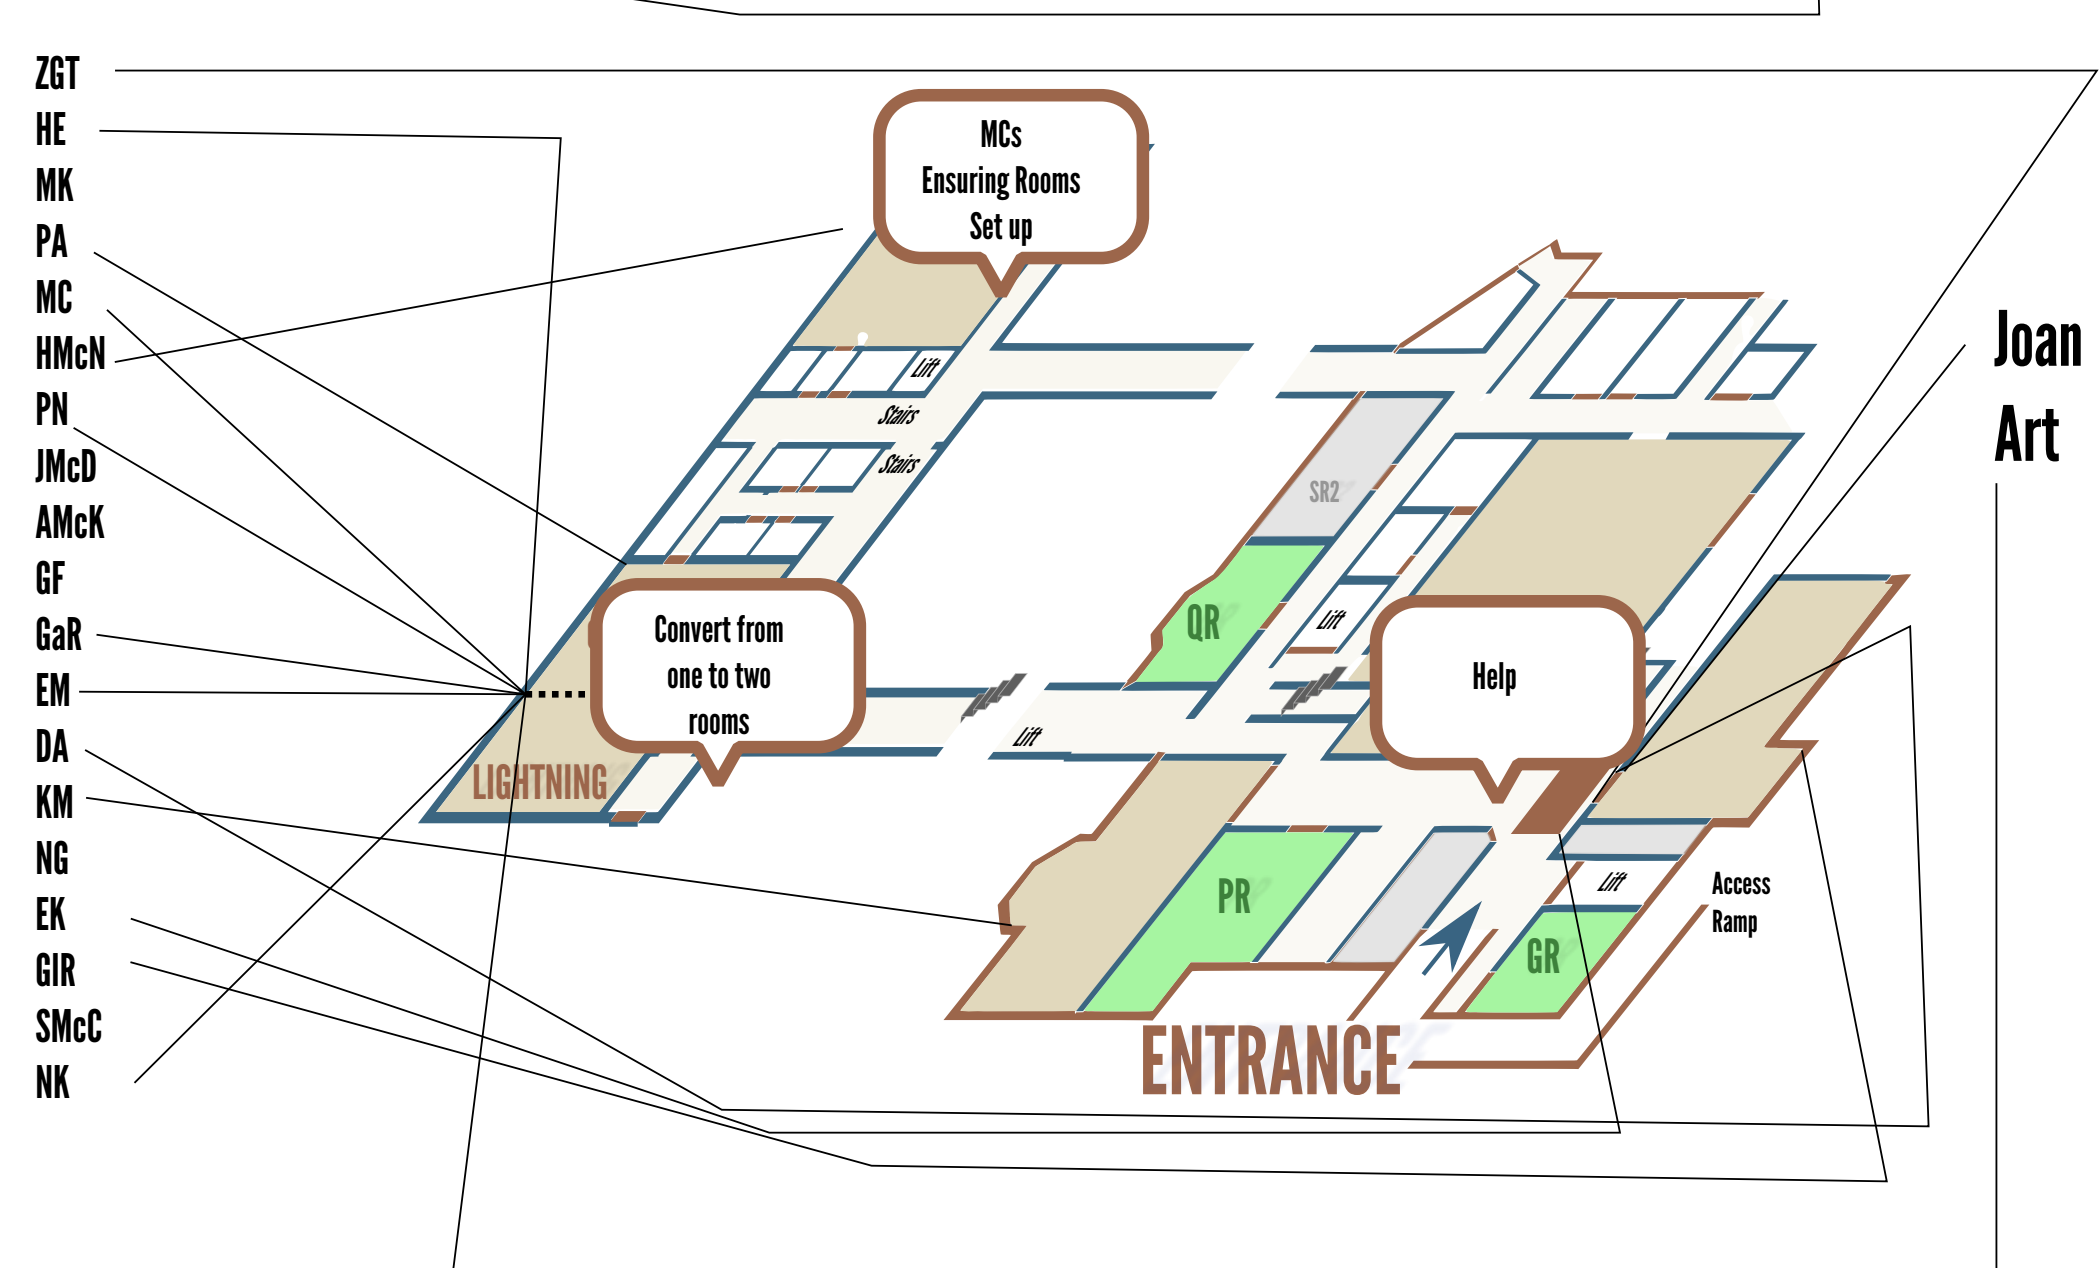 ZGT
HE
MK
PA
MC
HMcN
PN
JMcD
AMcK
GF
GaR
EM
DA
KM
NG
EK
GIR
SMcC
NK
MCs
Ensuring Rooms
Set up
Lift
Stairs
Stairs
Convert from
one to two
rooms
LIGHTNING
Lift
SR2
QR
Lift
Help
PR
GR
Lift
Access
Ramp
ENTRANCE
Joan
Art